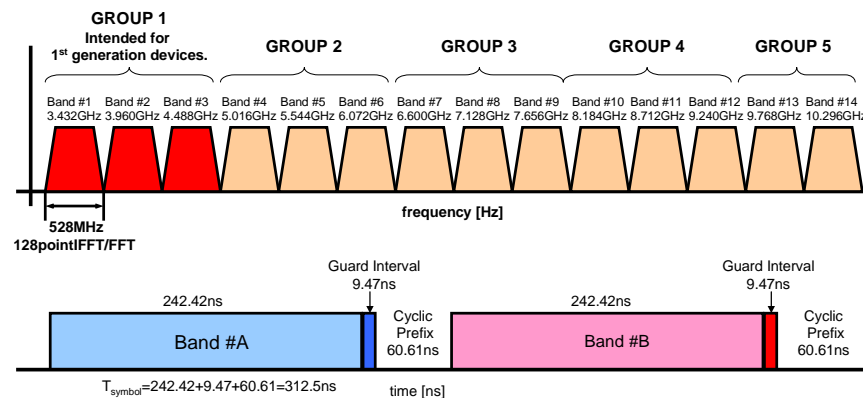 GROUP 1
Intended for
1st generation devices.
GROUP 2
GROUP 3
GROUP 4
GROUP 5
Band #1
3.432GHz
Band #2
3.960GHz
Band #3
4.488GHz
Band #4
5.016GHz
Band #5
5.544GHz
Band #6
6.072GHz
Band #7
6.600GHz
Band #8
7.128GHz
Band #9
7.656GHz
Band #10
8.184GHz
Band #11
8.712GHz
Band #12
9.240GHz
Band #13
9.768GHz
Band #14
10.296GHz
frequency [Hz]
528MHz
128pointIFFT/FFT
242.42ns
Guard Interval
9.47ns
Band #A
Cyclic
Prefix
60.61ns
242.42ns
Guard Interval
9.47ns
Band #B
Cyclic
Prefix
60.61ns
Tsymbol=242.42+9.47+60.61=312.5ns
time [ns]